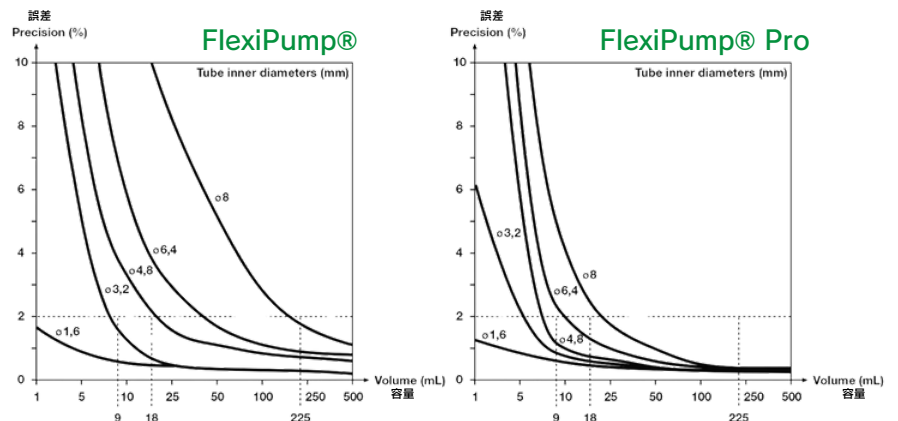 誤差
Precision (%)
FlexiPump®
Tube inner diameters (mm)
10
8
6
4
2
0
ø8
ø6,4
ø4,8
ø3,2
ø1,6
1 5 10 25 50 100 250 500
Volume (mL)
容量
9 18 225
誤差
Precision (%)
FlexiPump® Pro
Tube inner diameters (mm)
10
8
6
4
2
0
ø3,2
ø8
ø6,4
ø4,8
ø1,6
1 5 10 25 50 100 250 500
Volume (mL)
容量
9 18 225